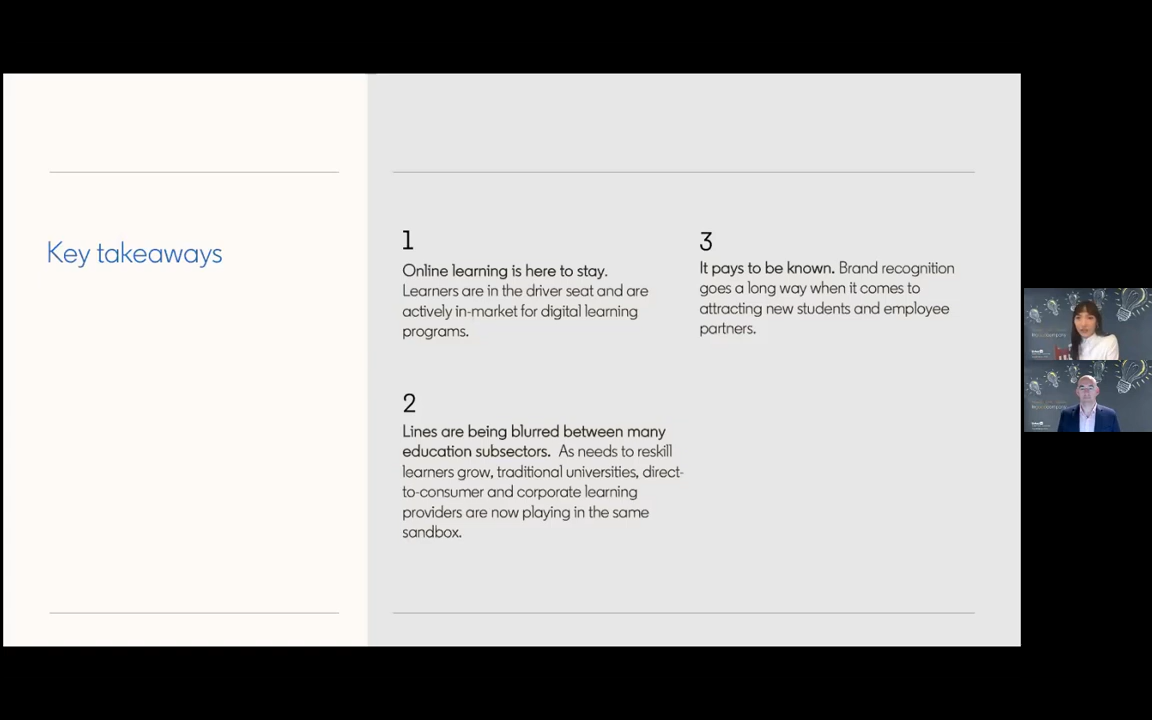 Key takeaways
1
Online learning is here to stay.
Learners are in the driver seat and are
actively in-market for digital learning
programs.
2
Lines are being blurred between many
education subsectors. As needs to reskill
learners grow, traditional universities, direct-
to-consumer and corporate learning
providers are now playing in the same
sandbox.
3
It pays to be known. Brand recognition
goes a long way when it comes to
attracting new students and employee
partners.